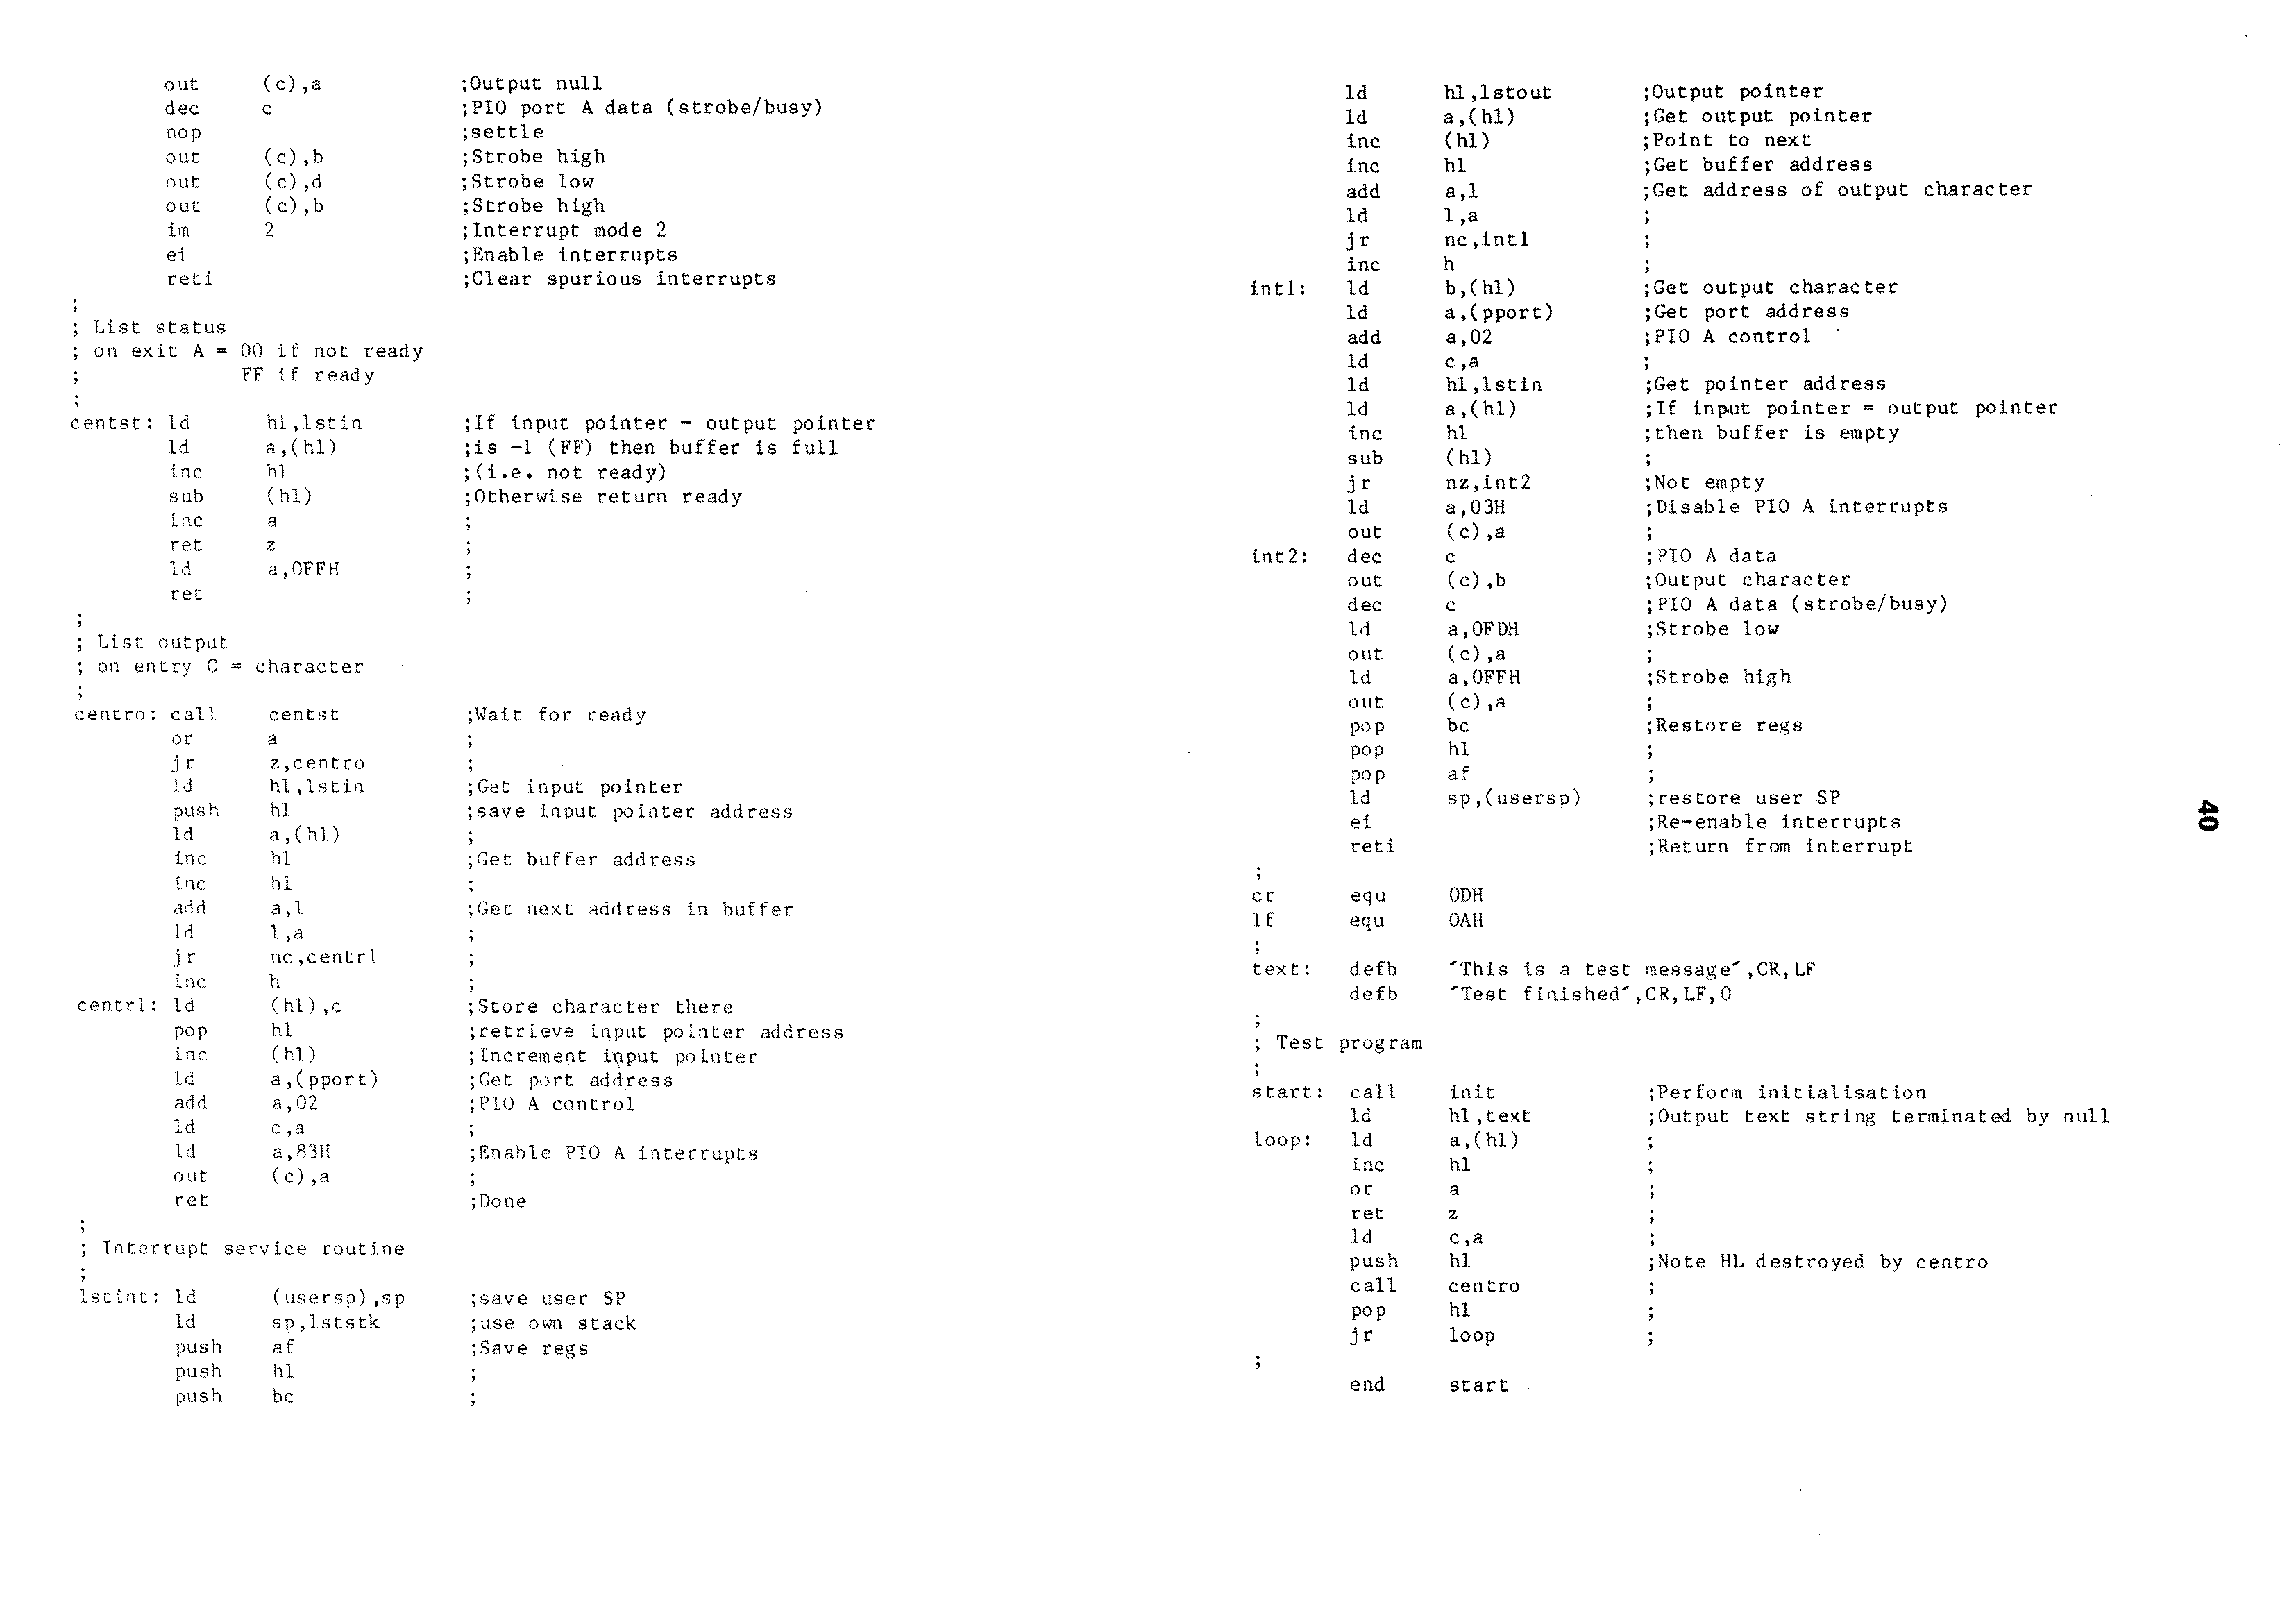 out (c),a ;Output null
dec c ;PIO port A data (strobe/busy)
nop ;settle
out (c),b ;Strobe high
out (c),d ;Strobe low
out (c),b ;Strobe high
im 2 ;Interrupt mode 2
ei ;Enable interrupts
reti ;Clear spurious interrupts
;
; List status
; on exit A = 00 if not ready
; FF if ready
;
centst: ld hl,lstin ;If input pointer - output pointer
ld a,(hl) ;is -1 (FF) then buffer is full
inc hl ;(i.e. not ready)
sub (hl) ;Otherwise return ready
inc a ;
ret z ;
ld a,0FFH ;
ret ;
;
; List output
; on entry C = character
;
centro: call centst ;Wait for ready
or a ;
jr z,centro ;
ld hl,lstin ;Get input pointer
push hl ;save input pointer address
ld a,(hl) ;
inc hl ;Get buffer address
inc hl ;
add a,l ;Get next address in buffer
ld l,a ;
jr nc,centr1 ;
inc h ;
centr1: ld (hl),c ;Store character there
pop hl ;retrieve input pointer address
inc (hl) ;Increment input pointer
ld a,(pport) ;Get port address
add a,02 ;PIO A control
ld c,a ;
ld a,83H ;Enable PIO A interrupts
out (c),a ;
ret ;Done
;
; Interrupt service routine
;
lstint: ld (usersp),sp ;save user SP
ld sp,lststk ;use own stack
push af ;Save regs
push hl ;
push bc ;
ld hl,lstout ;Output pointer
ld a,(hl) ;Get output pointer
inc (hl) ;Point to next
inc hl ;Get buffer address
add a,l ;Get address of output character
ld l,a ;
jr nc,int1 ;
inc h ;
int1: ld b,(hl) ;Get output character
ld a,(pport) ;Get port address
add a,02 ;PIO A control
ld c,a ;
ld hl,lstin ;Get pointer address
ld a,(hl) ;If input pointer = output pointer
inc hl ;then buffer is empty
sub (hl) ;
jr nz,int2 ;Not empty
ld a,03H ;Disable PIO A interrupts
out (c),a ;
int2: dec c ;PIO A data
out (c),b ;Output character
dec c ;PIO A data (strobe/busy)
ld a,0FDH ;Strobe low
out (c),a ;
ld a,0FFH ;Strobe high
out (c),a ;
pop bc ;Restore regs
pop hl ;
pop af ;
ld sp,(usersp) ;restore user SP
ei ;Re-enable interrupts
reti ;Return from interrupt
;
cr equ 0DH
lf equ 0AH
;
text: defb ´This is a test message´,CR,LF
defb ´Test finished´,CR,LF,0
;
; Test program
;
start: call init ;Perform initialisation
ld hl,text ;Output text string terminated by null
loop: ld a,(hl) ;
inc hl ;
or a ;
ret z ;
ld c,a ;
push hl ;Note HL destroyed by centro
call centro ;
pop hl ;
jr loop ;
;
end start
40